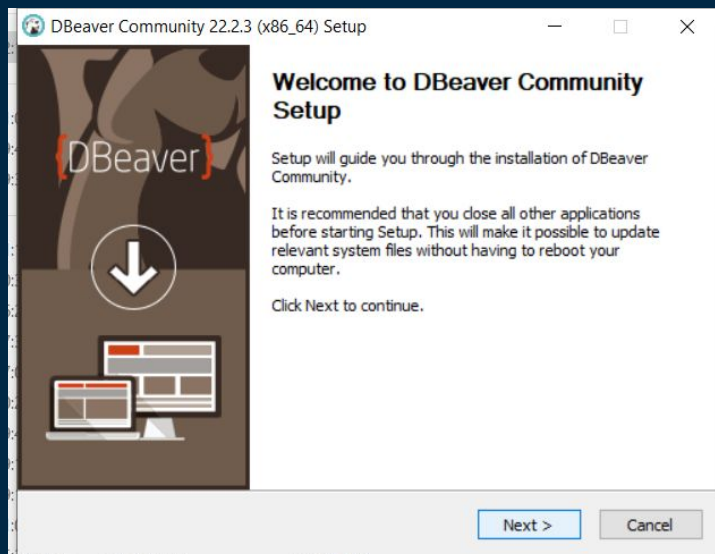 DBeaver Community 22.2.3 (x86_64) Setup
{DBeaver}
Welcome to DBeaver Community
Setup
Setup will guide you through the installation of DBeaver
Community.
It is recommended that you close all other applications
before starting Setup. This will make it possible to update
relevant system files without having to reboot your
computer.
Click Next to continue.
Next >
Cancel